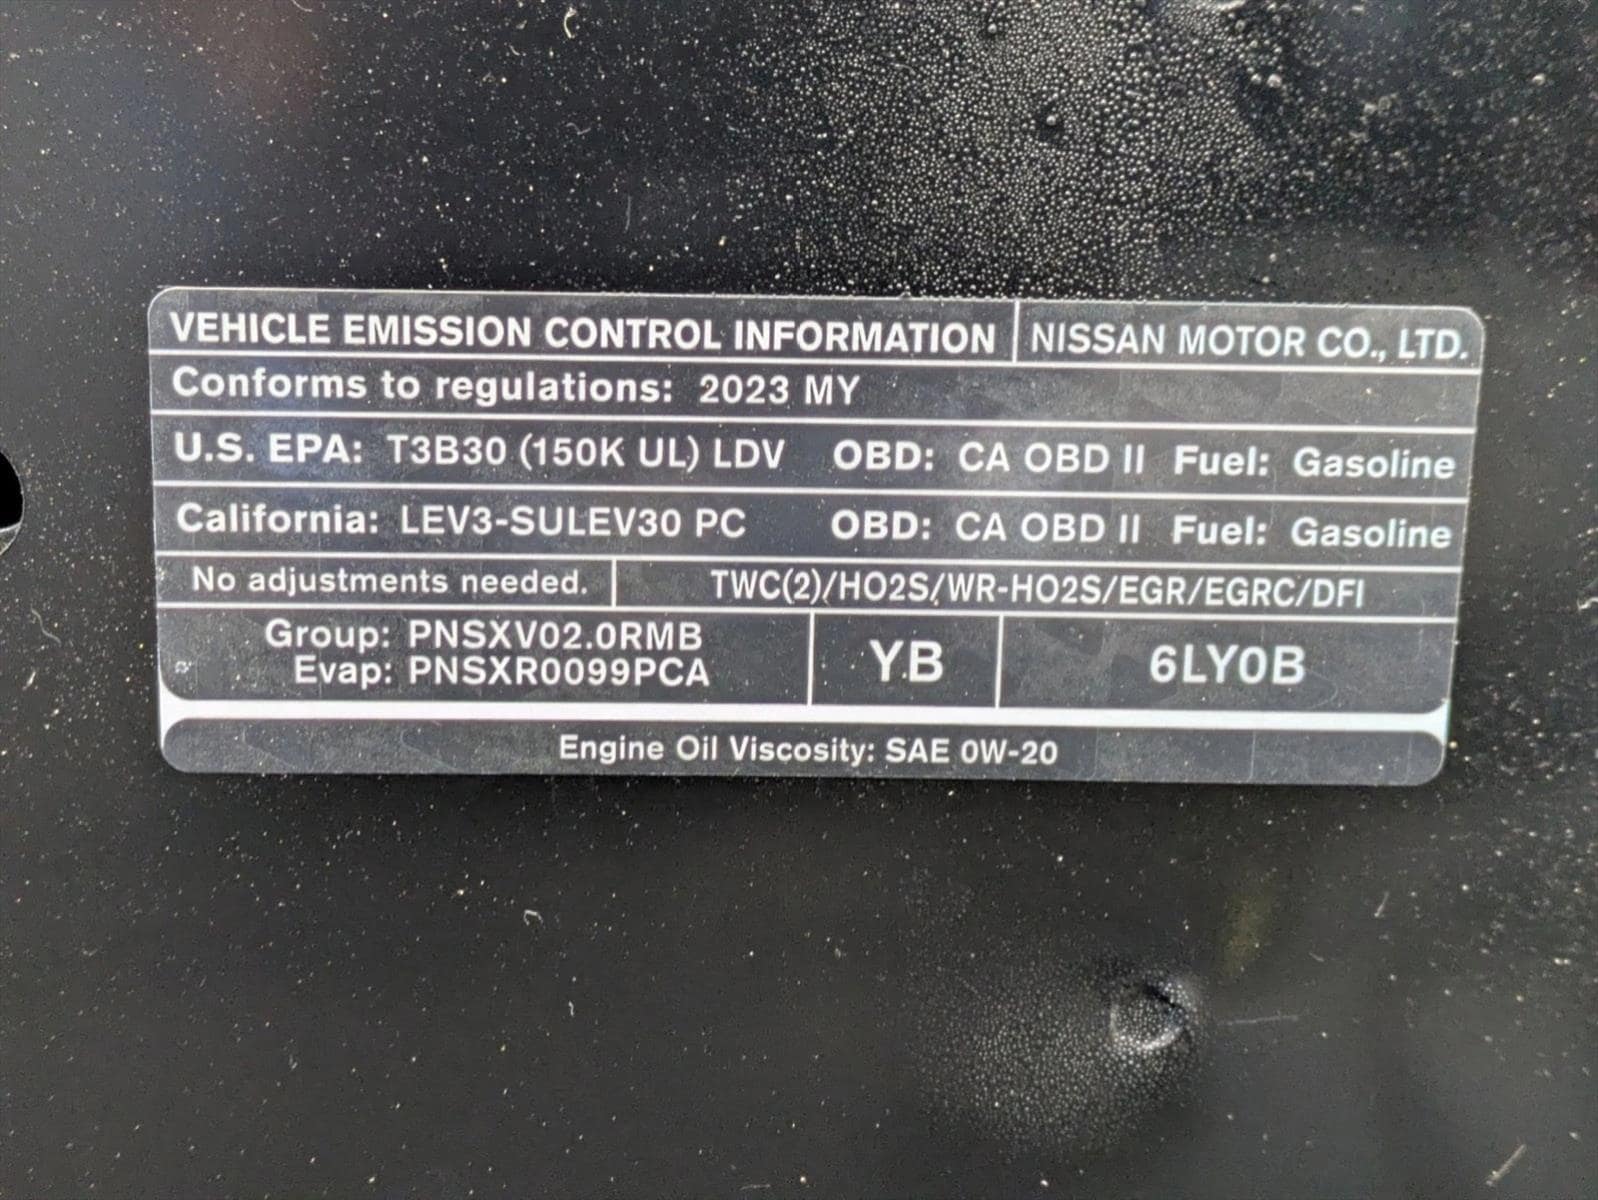 VEHICLE EMISSION CONTROL INFORMATION NISSAN MOTOR CO., LTD.
Conforms to regulations: 2023 MY
U.S. EPA: T3B30 (150K UL) LDV OBD: CA OBD II Fuel: Gasoline
California: LEV3-SULEV30 PC OBD: CA OBD II Fuel: Gasoline
No adjustments needed. TWC(2)/HO2S/WR-HO2S/EGR/EGRC/DFI
Group: PNSXV02.0RMB
Evap: PNSXR0099PCA
YB
6LY0B
Engine Oil Viscosity: SAE 0W-20